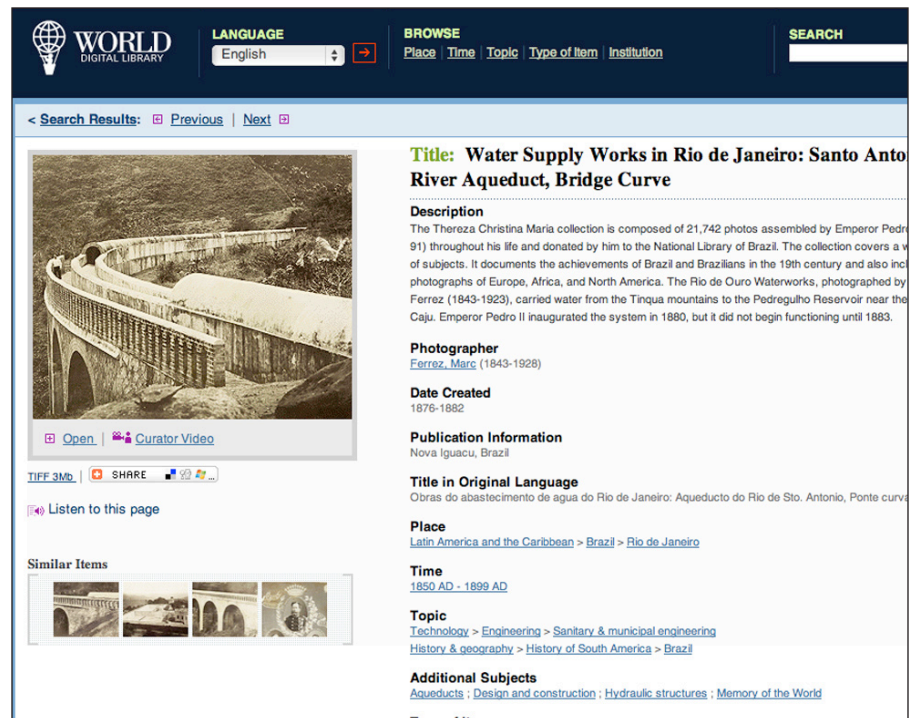 WORLD
DIGITAL LIBRARY
LANGUAGE
English
BROWSE
Place | Time | Topic | Type of Item | Institution
SEARCH
< Search Results: Previous | Next
Title: Water Supply Works in Rio de Janeiro: Santo Anto
River Aqueduct, Bridge Curve
Description
The Thereza Christina Maria collection is composed of 21,742 photos assembled by Emperor Pedr
91) throughout his life and donated by him to the National Library of Brazil. The collection covers a w
of subjects. It documents the achievements of Brazil and Brazilians in the 19th century and also incl
photographs of Europe, Africa, and North America. The Rio de Ouro Waterworks, photographed by
Ferrez (1843-1923), carried water from the Tinqua mountains to the Pedregulho Reservoir near the
Caju. Emperor Pedro II inaugurated the system in 1880, but it did not begin functioning until 1883.
Photographer
Ferrez, Marc (1843-1928)
Date Created
1876-1882
Publication Information
Nova Iguacu, Brazil
Title in Original Language
Obras do abastecimento de agua do Rio de Janeiro: Aqueducto do Rio de Sto. Antonio, Ponte curva
Place
Latin America and the Caribbean > Brazil > Rio de Janeiro
Time
1850 AD - 1899 AD
Topic
Technology > Engineering > Sanitary & municipal engineering
History & geography > History of South America > Brazil
Additional Subjects
Aqueducts ; Design and construction ; Hydraulic structures ; Memory of the World
Open | Curator Video
TIFF 3Mb | SHARE ...
Listen to this page
Similar Items